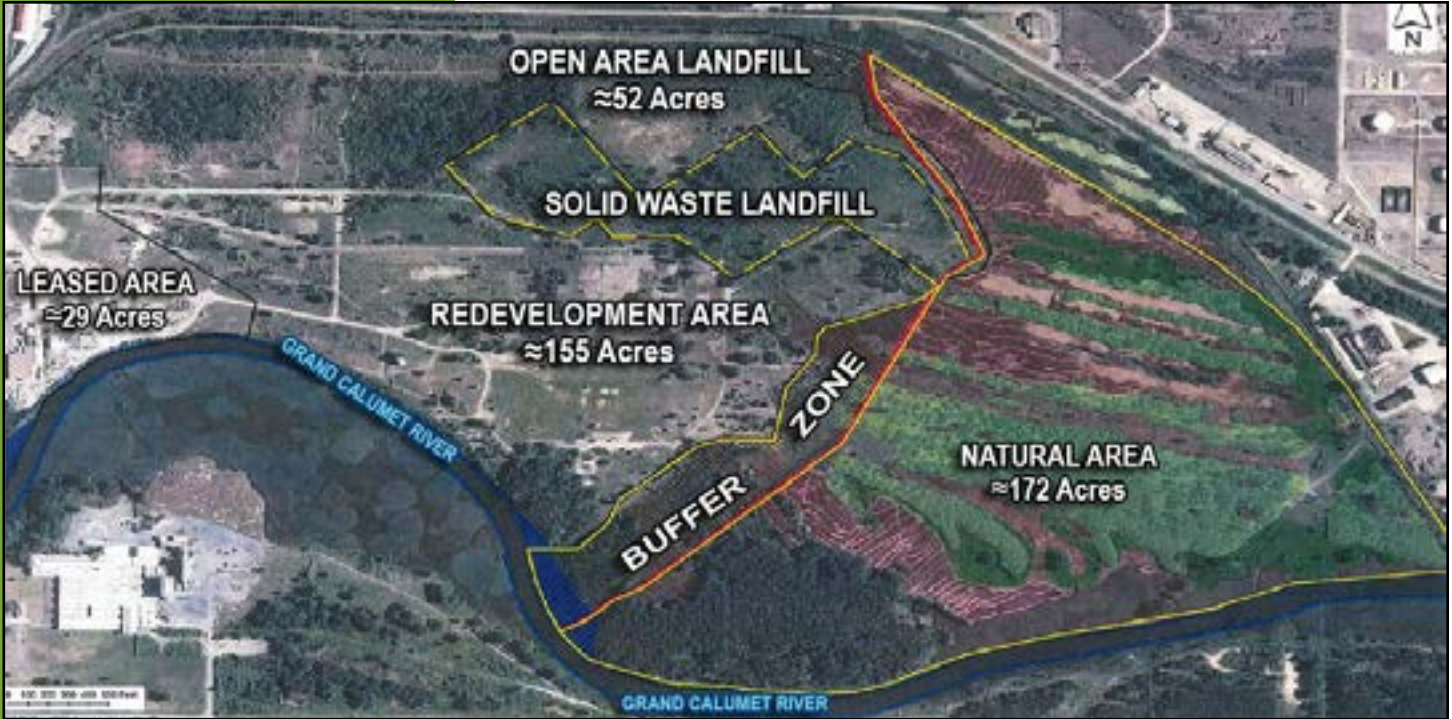 N
OPEN AREA LANDFILL
≈52 Acres
SOLID WASTE LANDFILL
LEASED AREA
≈29 Acres
REDEVELOPMENT AREA
≈155 Acres
GRAND CALUMET RIVER
BUFFER ZONE
NATURAL AREA
≈172 Acres
GRAND CALUMET RIVER